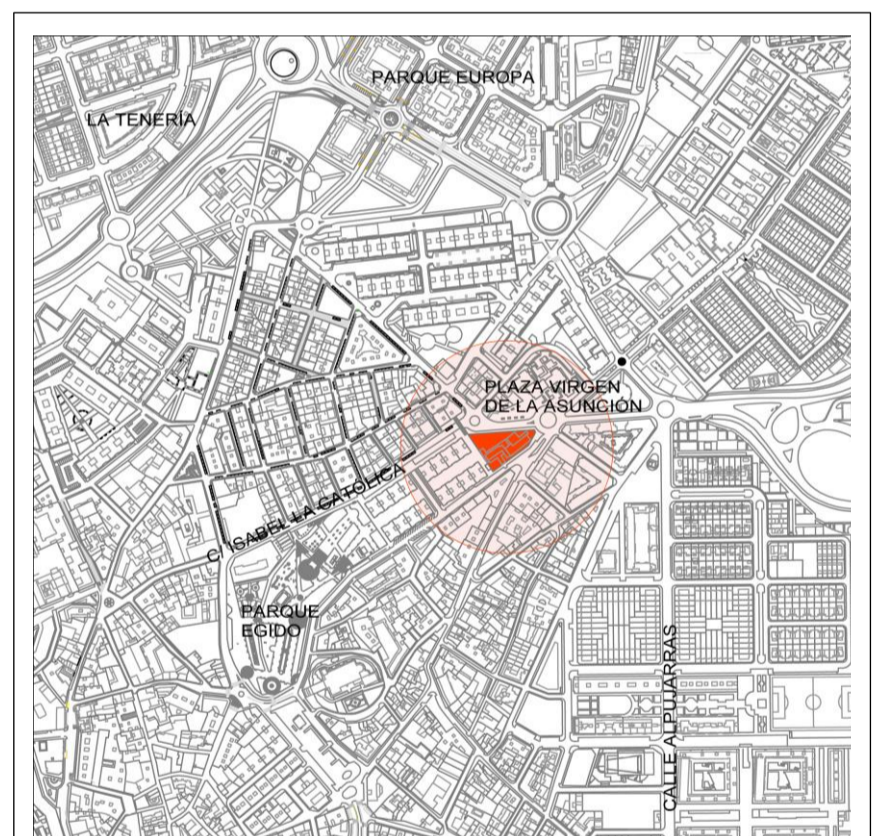 PARQUE EUROPA
LA TENERÍA
PLAZA VIRGEN
DE LA ASUNCIÓN
C/ ISABEL LA CATÓLICA
PARQUE
EGIDO
CALLE ALPUJARRAS